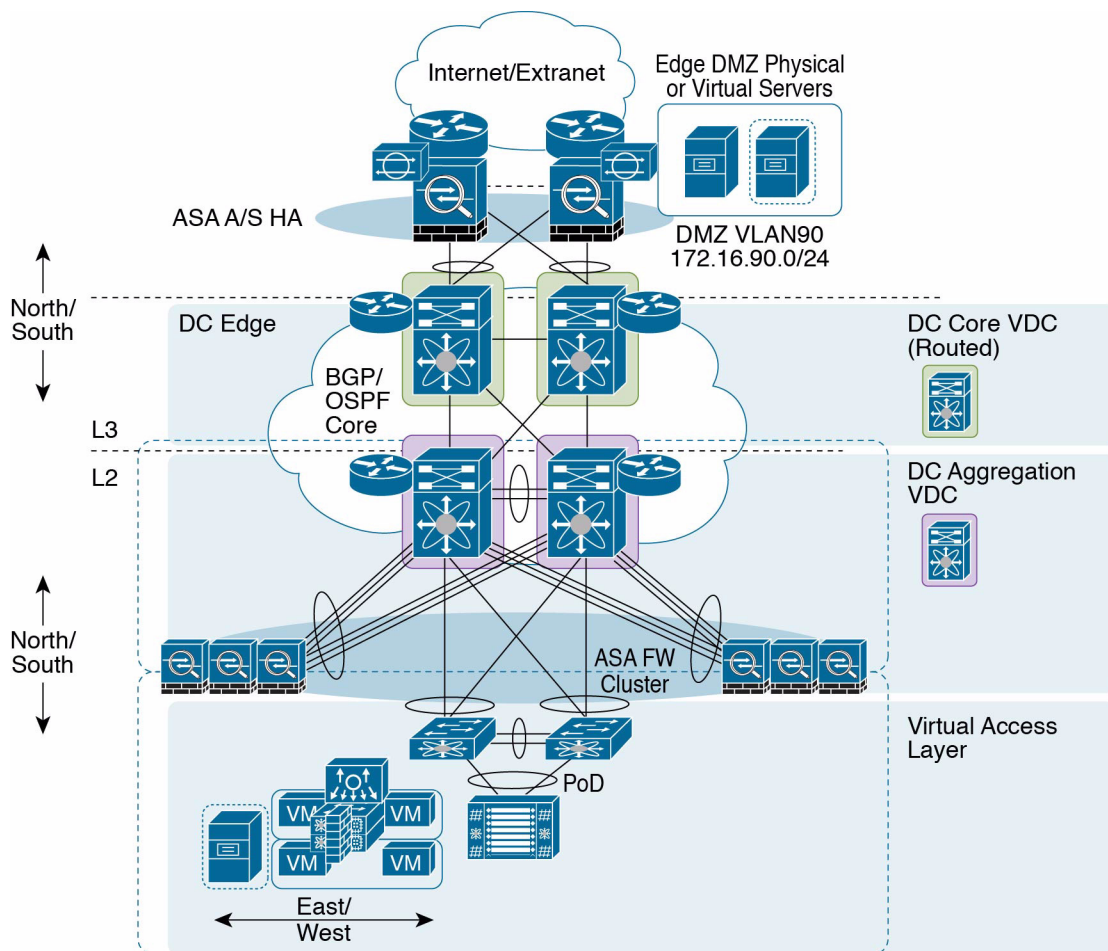 Internet/Extranet
Edge DMZ Physical
or Virtual Servers
ASA A/S HA
DMZ VLAN90
172.16.90.0/24
North/
South
DC Edge
DC Core VDC
(Routed)
BGP/
OSPF
Core
L3
L2
DC Aggregation
VDC
North/
South
ASA FW
Cluster
Virtual Access
Layer
PoD
VM
VM
VM
VM
East/
West